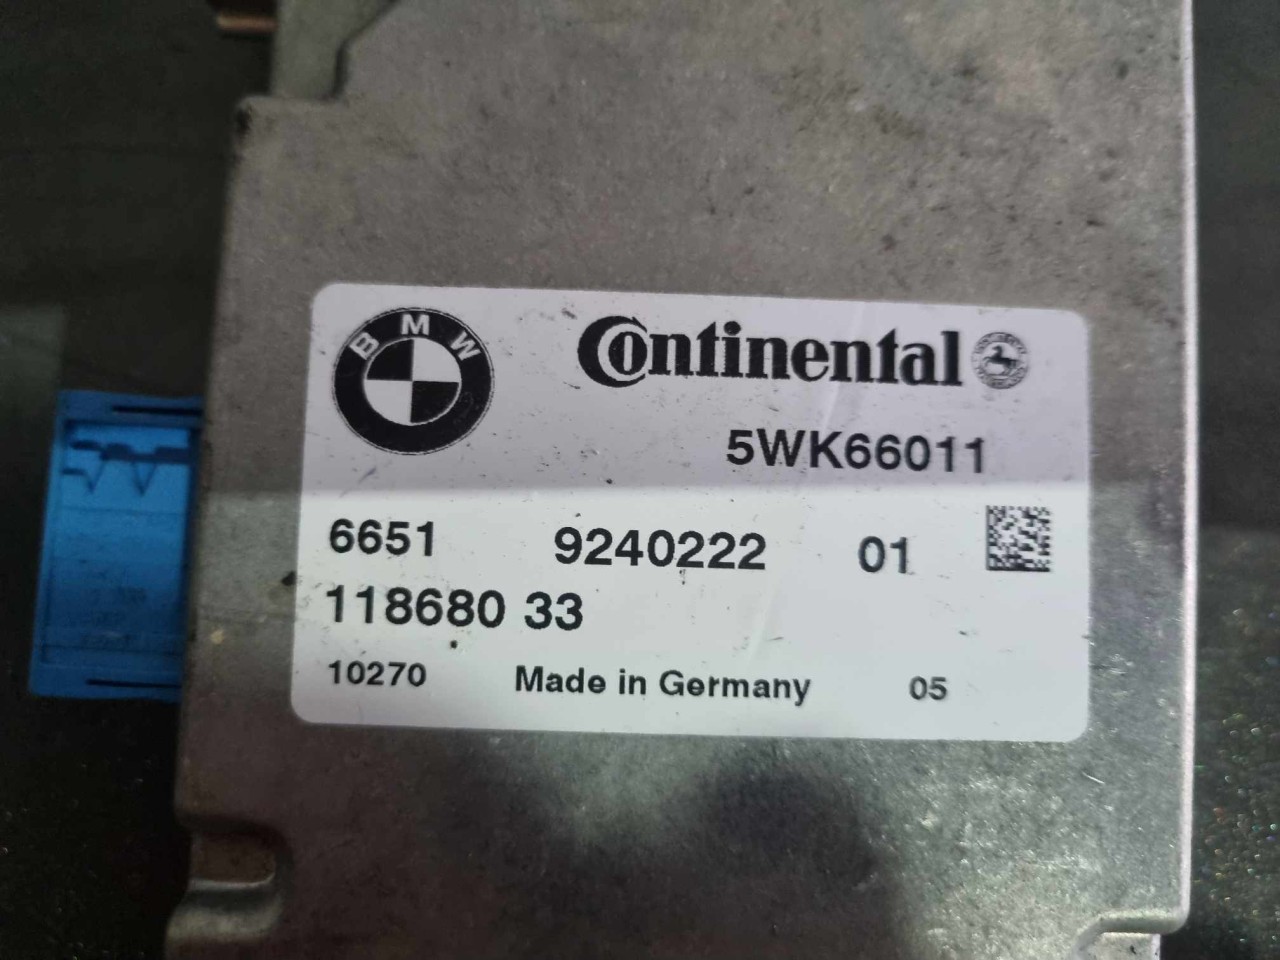 BMW
Continental
5WK66011
6651 9240222 01
118680 33
10270 Made in Germany 05